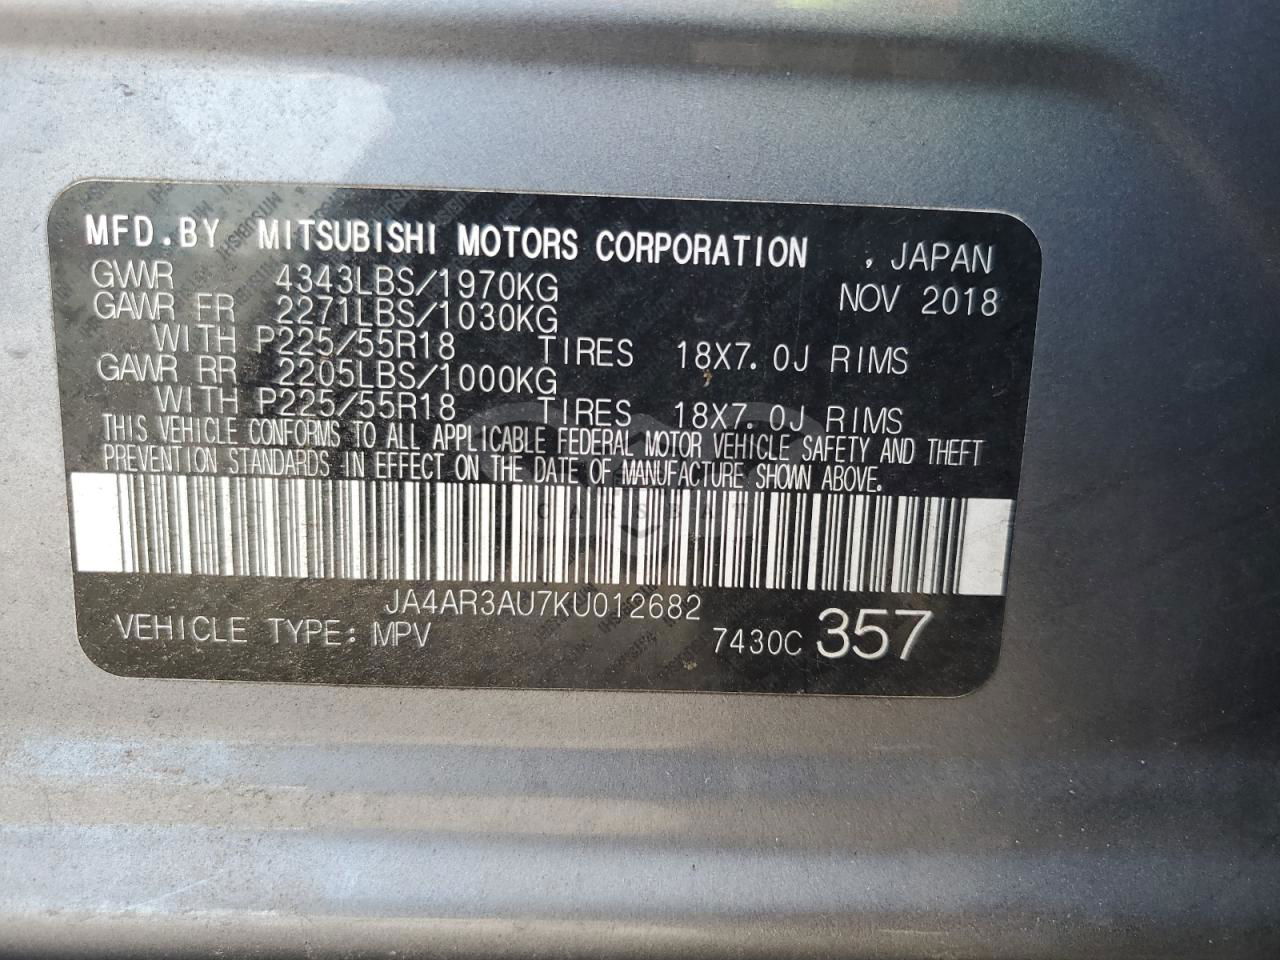 MFD.BY MITSUBISHI MOTORS CORPORATION , JAPAN
GVWR 4343LBS/1970KG NOV 2018
GAWR FR 2271LBS/1030KG
WITH P225/55R18 TIRES 18X7.0J RIMS
GAWR RR 2205LBS/1000KG
WITH P225/55R18 TIRES 18X7.0J RIMS
THIS VEHICLE CONFORMS TO ALL APPLICABLE FEDERAL MOTOR VEHICLE SAFETY AND THEFT
PREVENTION STANDARDS IN EFFECT ON THE DATE OF MANUFACTURE SHOWN ABOVE.
JA4AR3AU7KU012682
VEHICLE TYPE: MPV 7430C 357